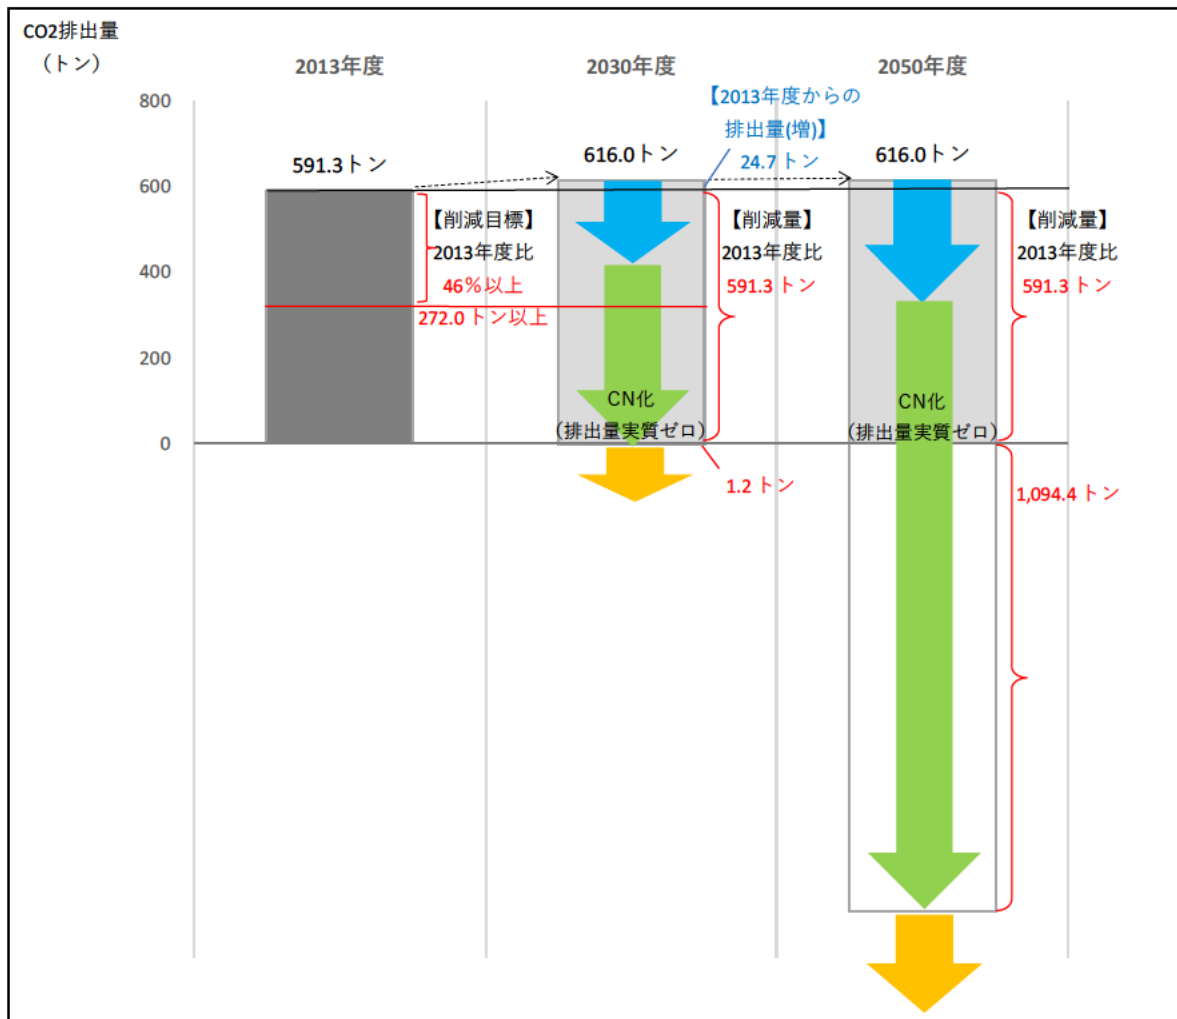 CO2排出量
（トン）
2013年度
2030年度
2050年度
800
600
400
200
0
591.3トン
616.0トン
【2013年度からの
排出量(増)】
24.7トン
616.0トン
【削減目標】
2013年度比
46%以上
272.0トン以上
【削減量】
2013年度比
591.3トン
【削減量】
2013年度比
591.3トン
CN化
（排出量実質ゼロ）
CN化
（排出量実質ゼロ）
1.2トン
1,094.4トン